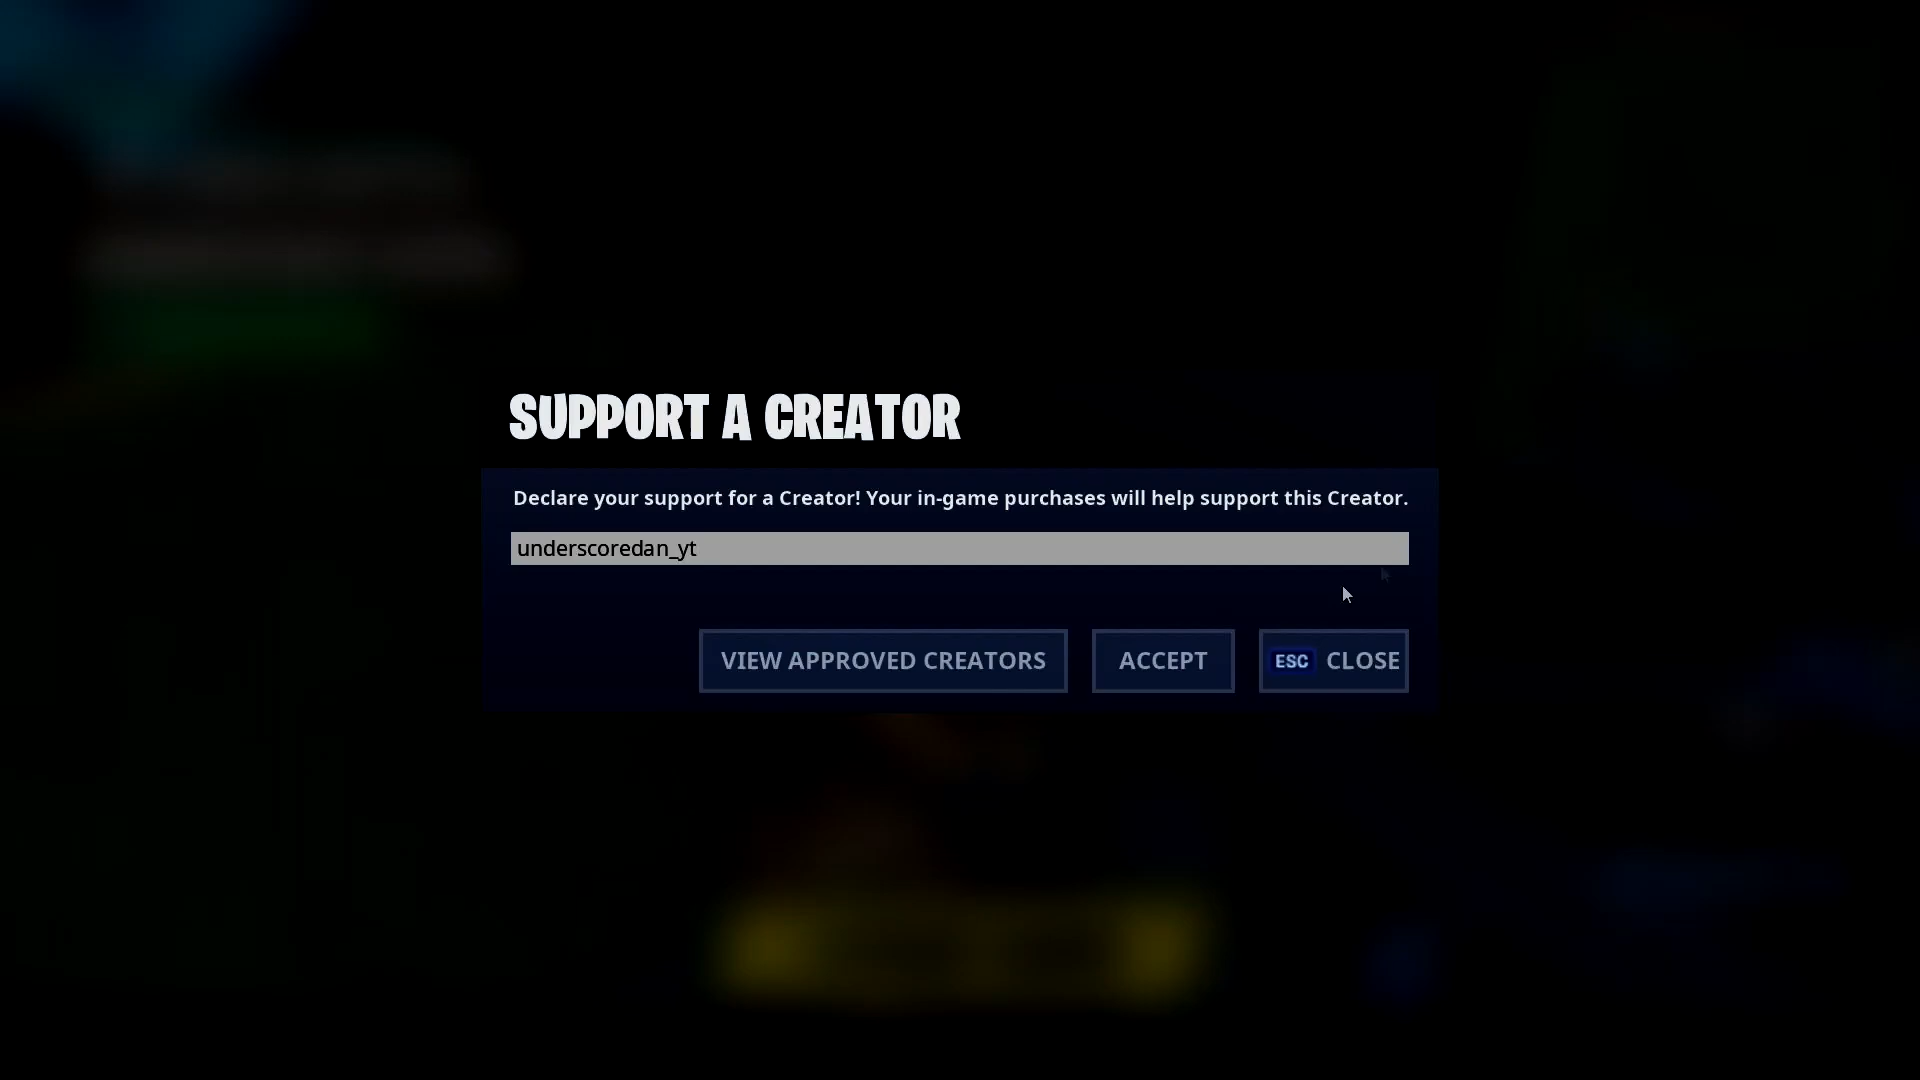 SUPPORT A CREATOR
Declare your support for a Creator! Your in-game purchases will help support this Creator.
underscoredan_yt
VIEW APPROVED CREATORS
ACCEPT
ESC CLOSE